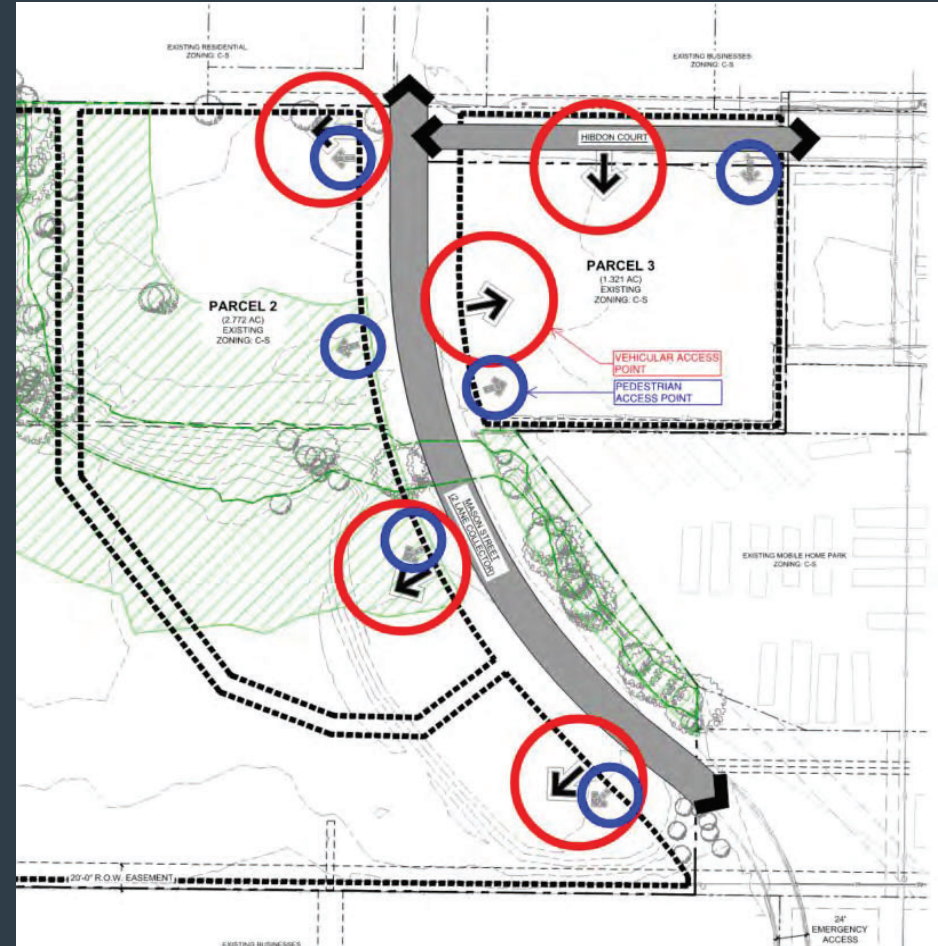 EXISTING RESIDENTIAL
ZONING: C-S
EXISTING BUSINESSES
ZONING: C-S
HIBDON COURT
PARCEL 3
(1.321 AC)
EXISTING
ZONING: C-S
PARCEL 2
(2.772 AC)
EXISTING
ZONING: C-S
VEHICULAR ACCESS
POINT
PEDESTRIAN
ACCESS POINT
MASON STREET
(2 LANE COLLECTOR)
EXISTING MOBILE HOME PARK
ZONING: C-S
20'-0" R.O.W. EASEMENT
24'
EMERGENCY
ACCESS
EXISTING BUSINESSES